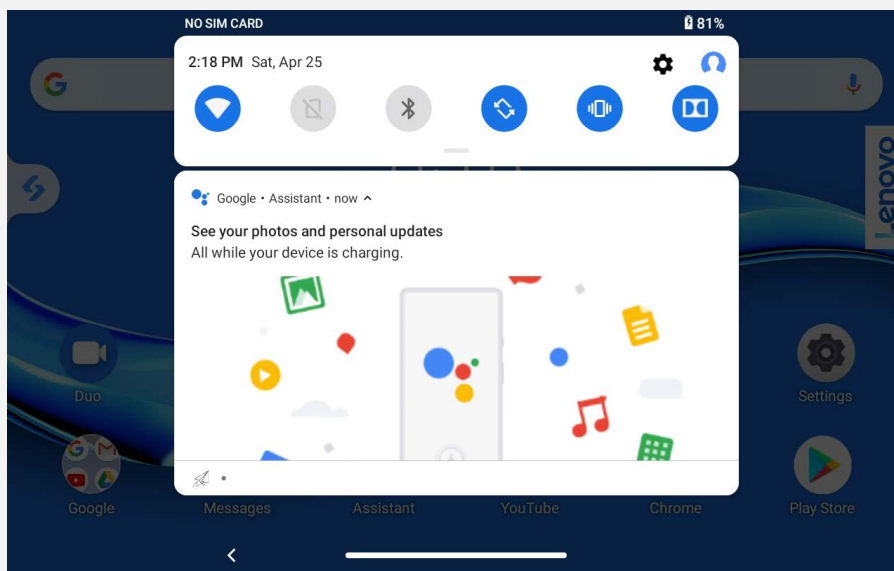 NO SIM CARD 81%
2:18 PM Sat, Apr 25
Lenovo
Google • Assistant • now
See your photos and personal updates
All while your device is charging.
Duo
Settings
Google Messages Assistant YouTube Chrome Play Store